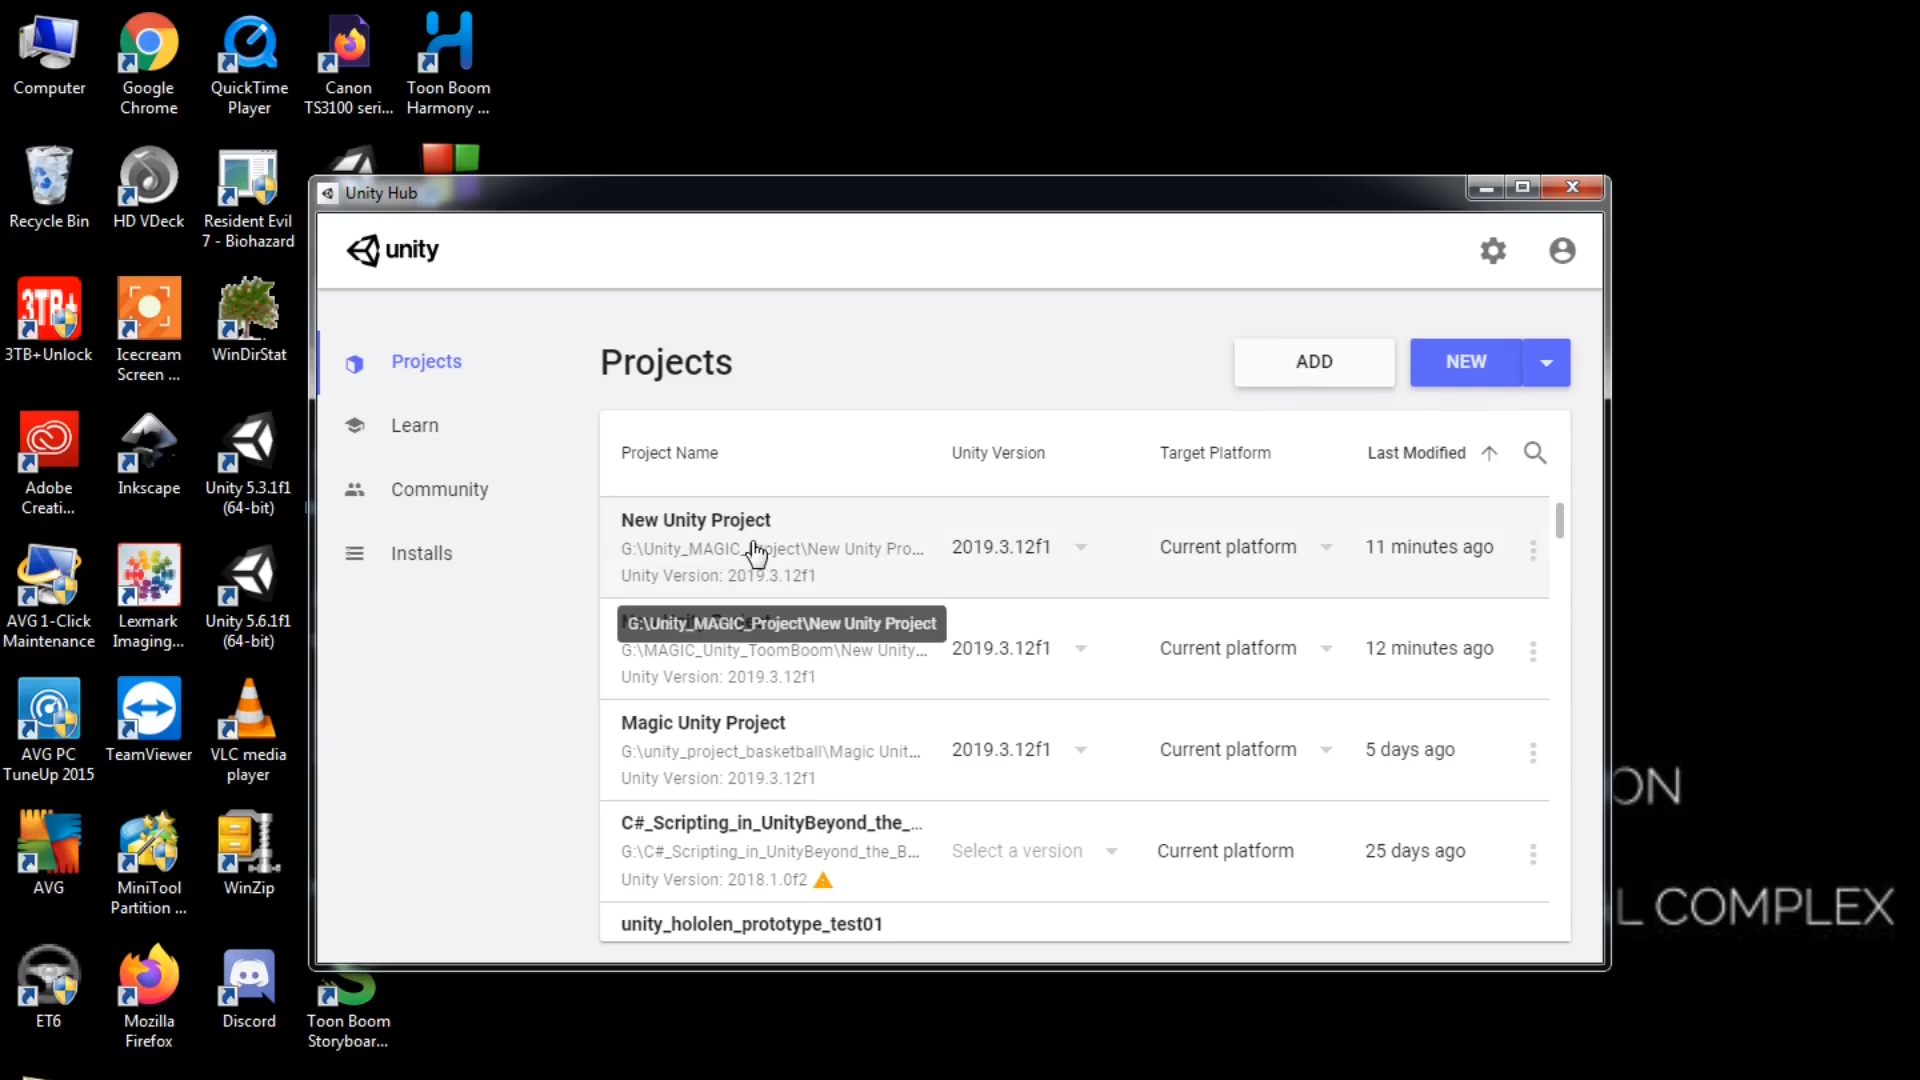 Computer
Google
Chrome
QuickTime
Player
Canon
TS3100 seri...
Toon Boom
Harmony ...
Recycle Bin
HD VDeck
Resident Evil
7 - Biohazard
3TB+
3TB+Unlock
Icecream
Screen ...
WinDirStat
Adobe
Creati...
Inkscape
Unity 5.3.1f1
(64-bit)
AVG 1-Click
Maintenance
Lexmark
Imaging...
Unity 5.6.1f1
(64-bit)
AVG PC
TuneUp 2015
TeamViewer
VLC media
player
AVG
MiniTool
Partition ...
WinZip
ET6
Mozilla
Firefox
Discord
Toon Boom
Storyboar...
Unity Hub
unity
Projects
Learn
Community
Installs
Projects
ADD
NEW
Project Name
Unity Version
Target Platform
Last Modified
New Unity Project
G:\Unity_MAGIC_Project\New Unity Pro...
Unity Version: 2019.3.12f1
2019.3.12f1
Current platform
11 minutes ago
G:\Unity_MAGIC_Project\New Unity Project
G:\MAGIC_Unity_ToomBoom\New Unity...
Unity Version: 2019.3.12f1
2019.3.12f1
Current platform
12 minutes ago
Magic Unity Project
G:\unity_project_basketball\Magic Unit...
Unity Version: 2019.3.12f1
2019.3.12f1
Current platform
5 days ago
C#_Scripting_in_UnityBeyond_the_...
G:\C#_Scripting_in_UnityBeyond_the_B...
Unity Version: 2018.1.0f2
Select a version
Current platform
25 days ago
unity_hololen_prototype_test01
ON
L COMPLEX